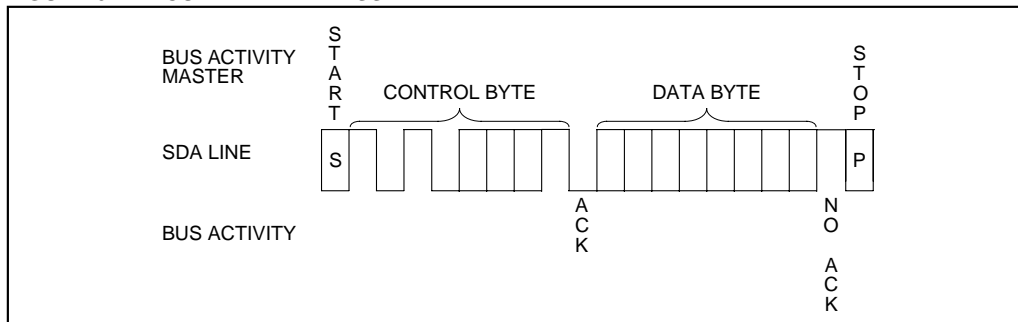 BUS ACTIVITY
MASTER
START
CONTROL BYTE
DATA BYTE
STOP
SDA LINE
S
P
BUS ACTIVITY
ACK
NO ACK